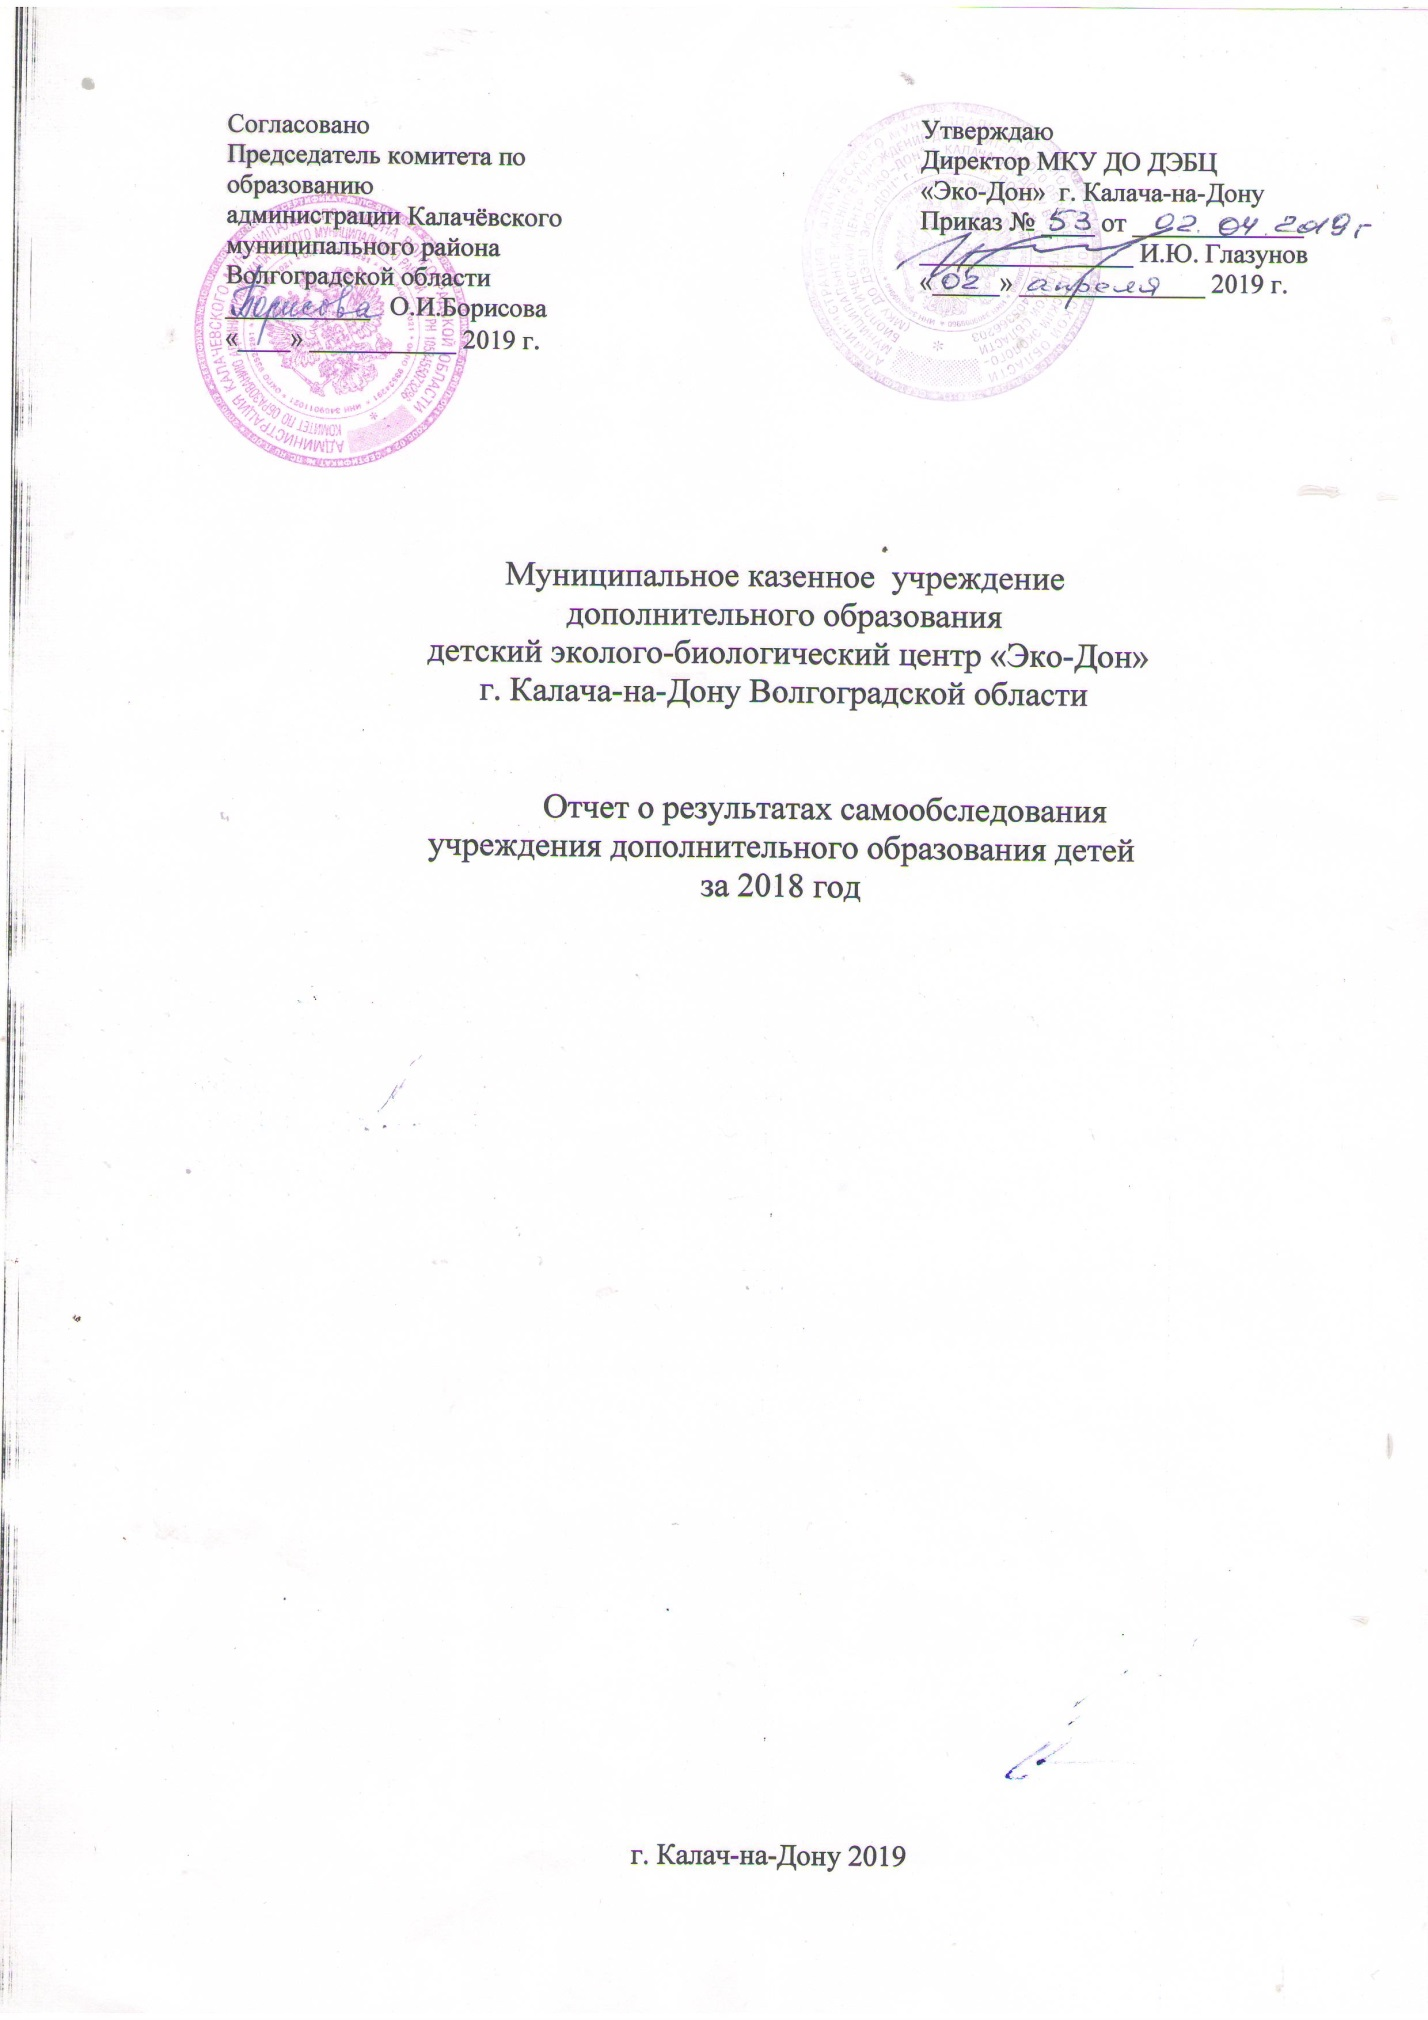 Согласовано
Председатель комитета по
образованию
администрации Калачёвского
муниципального района
Волгоградской области
Борисова О.И.Борисова
«____» ___________ 2019 г.
Утверждаю
Директор МКУ ДО ДЭБЦ
«Эко-Дон» г. Калача-на-Дону
Приказ № 53 от 02.04.2019 г
И.Ю. Глазунов
«02» апреля 2019 г.
Муниципальное казенное учреждение
дополнительного образования
детский эколого-биологический центр «Эко-Дон»
г. Калача-на-Дону Волгоградской области
Отчет о результатах самообследования
учреждения дополнительного образования детей
за 2018 год
г. Калач-на-Дону 2019